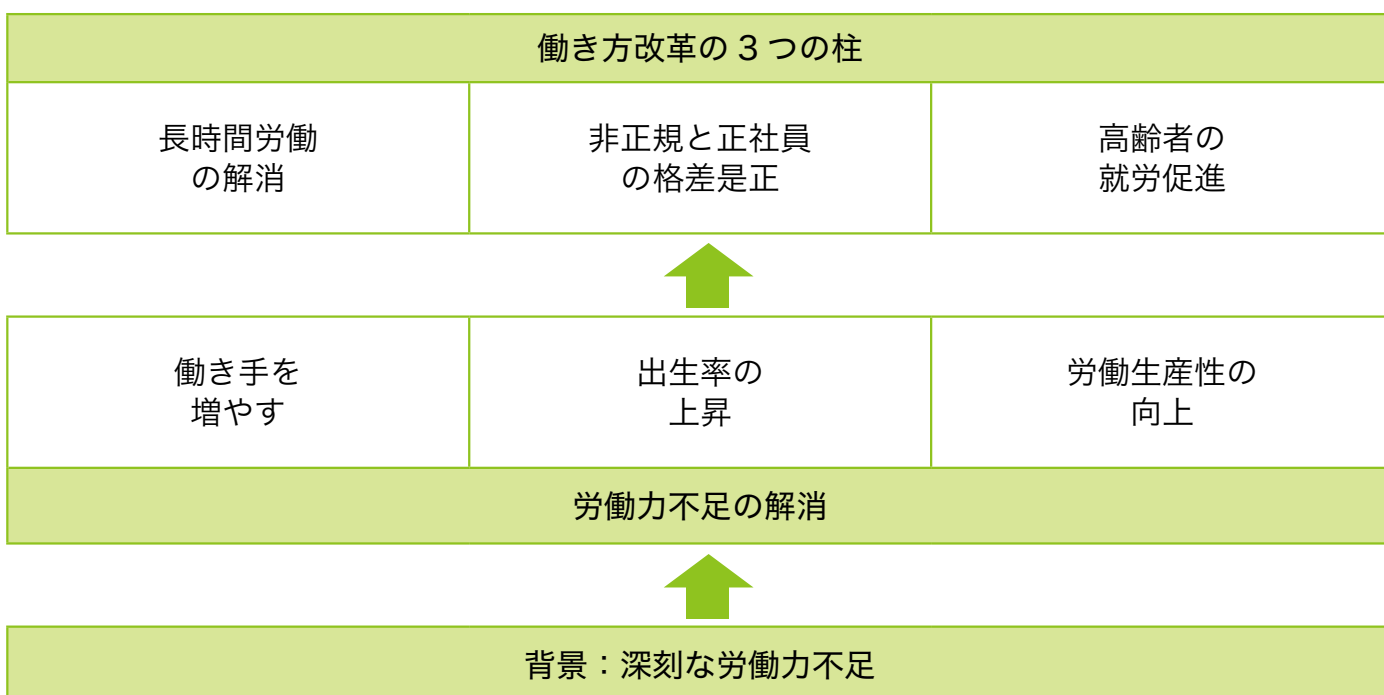 働き方改革の3つの柱
長時間労働
の解消
非正規と正社員
の格差是正
高齢者の
就労促進
働き手を
増やす
出生率の
上昇
労働生産性の
向上
労働力不足の解消
背景：深刻な労働力不足